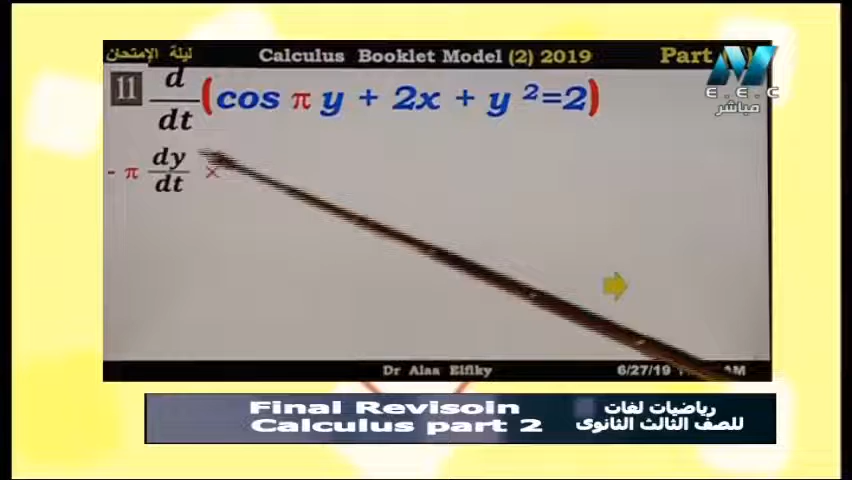 ليلة الإمتحان Calculus Booklet Model (2) 2019 Part
E.E.C
مباشر
11 d/dt (cos π y + 2x + y ²=2)
- π dy/dt ×
Dr Alaa Elfiky 6/27/19
Final Revisoin رياضيات لغات
Calculus part 2 للصف الثالث الثانوى